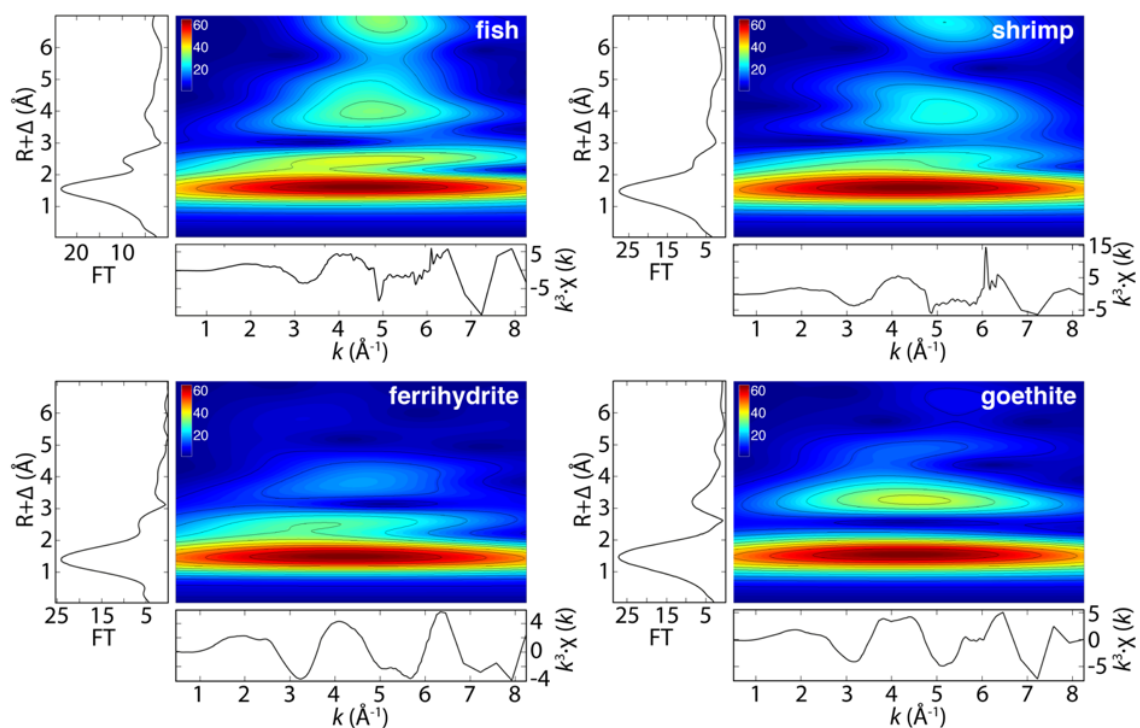 fish
60
40
20
6
5
4
3
2
1
R+Δ (Å)
20 10
FT
5
-5
k³·χ (k)
1 2 3 4 5 6 7 8
k (Å⁻¹)
shrimp
60
40
20
6
5
4
3
2
1
R+Δ (Å)
25 15 5
FT
15
5
-5
k³·χ (k)
1 2 3 4 5 6 7 8
k (Å⁻¹)
ferrihydrite
60
40
20
6
5
4
3
2
1
R+Δ (Å)
25 15 5
FT
4
0
-4
k³·χ (k)
1 2 3 4 5 6 7 8
k (Å⁻¹)
goethite
60
40
20
6
5
4
3
2
1
R+Δ (Å)
25 15 5
FT
5
0
-5
k³·χ (k)
1 2 3 4 5 6 7 8
k (Å⁻¹)